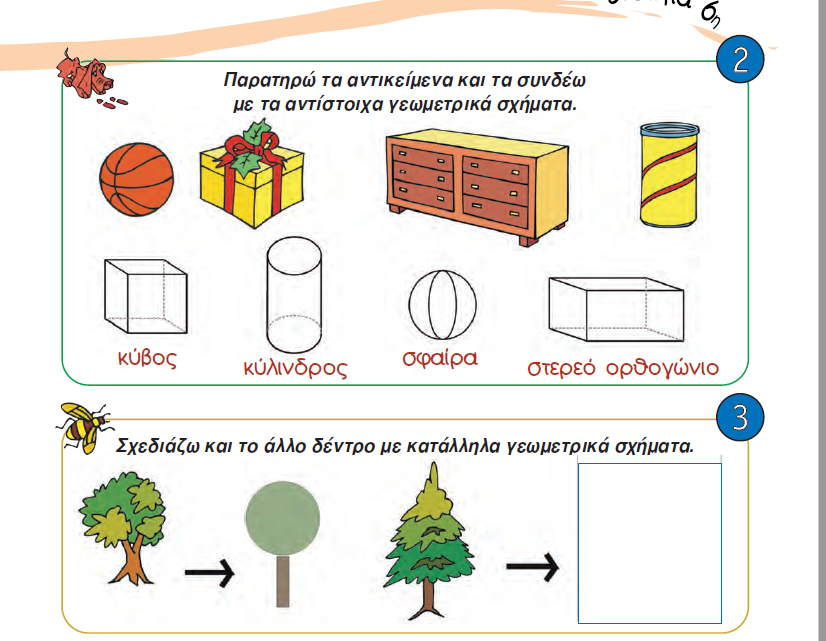 2
Παρατηρώ τα αντικείμενα και τα συνδέω
με τα αντίστοιχα γεωμετρικά σχήματα.
κύβος
κύλινδρος
σφαίρα
στερεό ορθογώνιο
3
Σχεδιάζω και το άλλο δέντρο με κατάλληλα γεωμετρικά σχήματα.